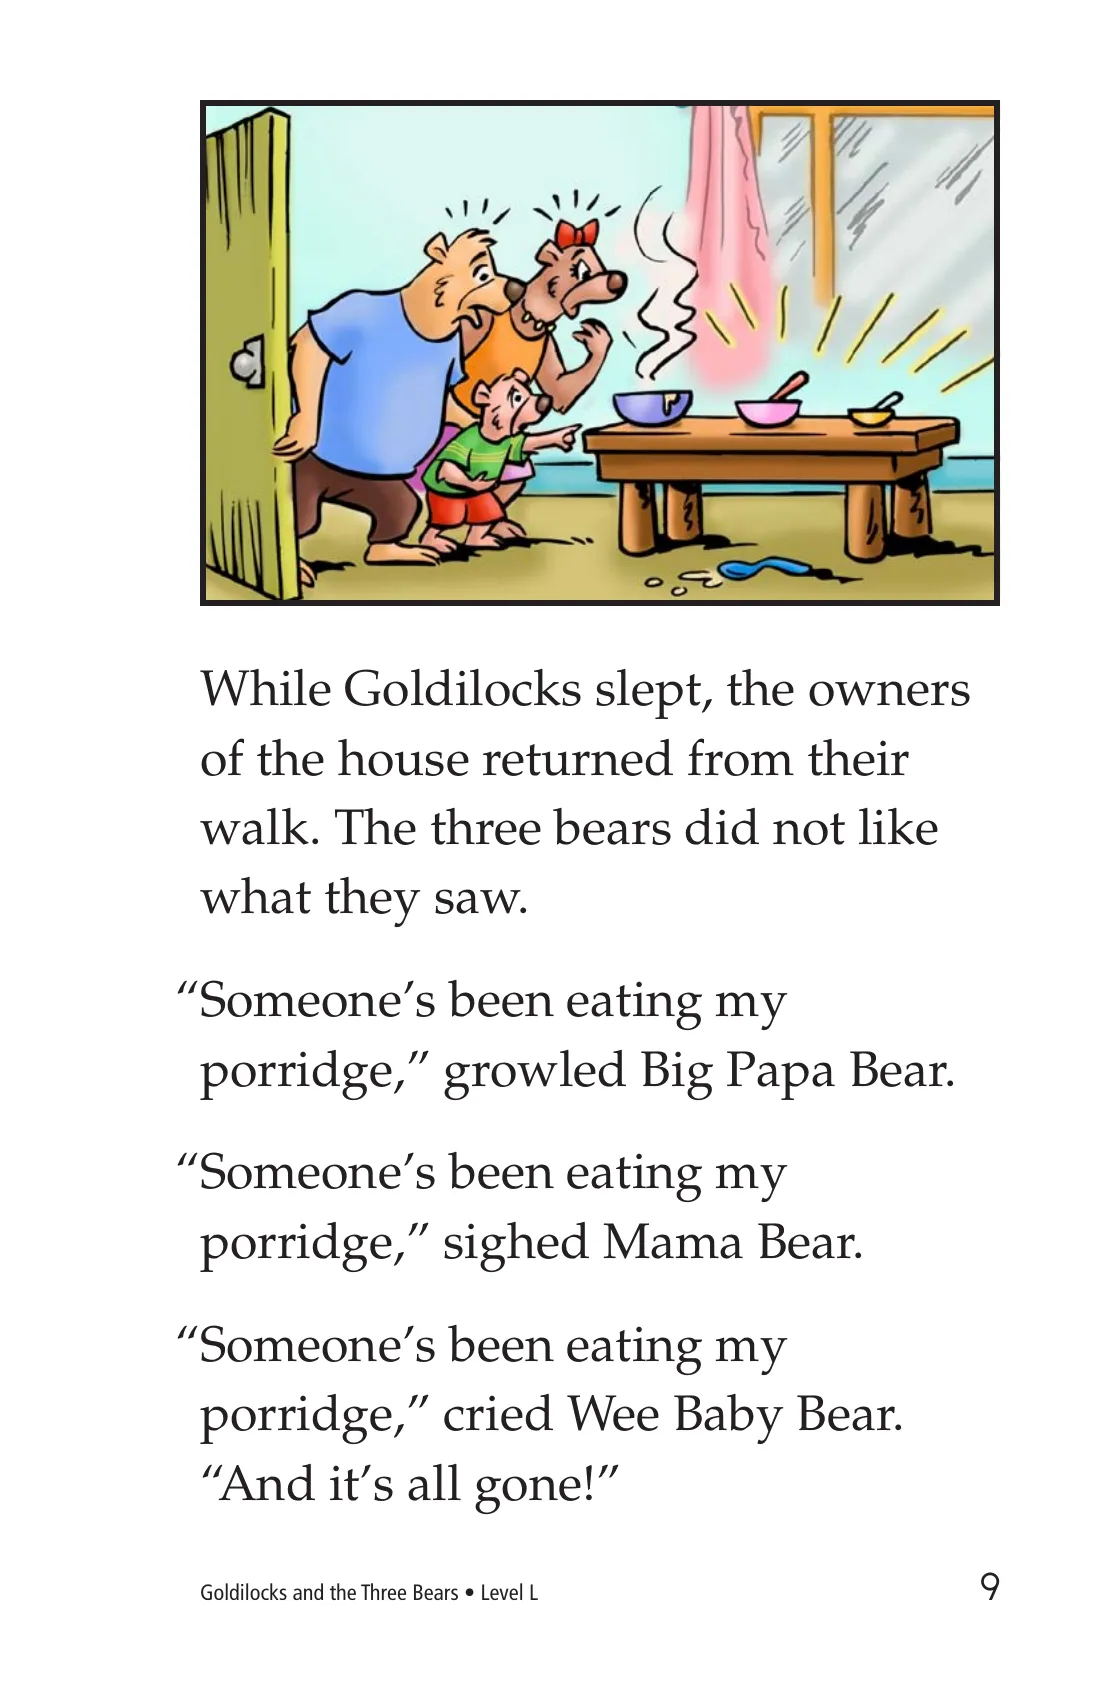 While Goldilocks slept, the owners
of the house returned from their
walk. The three bears did not like
what they saw.
“Someone’s been eating my
porridge,” growled Big Papa Bear.
“Someone’s been eating my
porridge,” sighed Mama Bear.
“Someone’s been eating my
porridge,” cried Wee Baby Bear.
“And it’s all gone!”
Goldilocks and the Three Bears • Level L
9